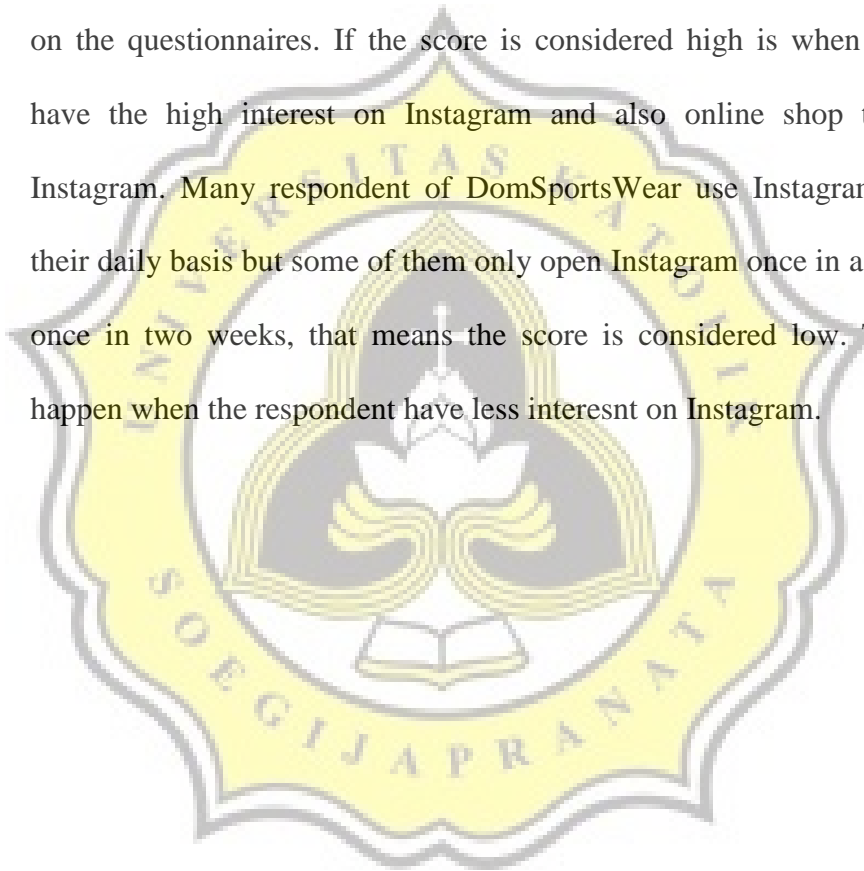 on the questionnaires. If the score is considered high is when
have the high interest on Instagram and also online shop
Instagram. Many respondent of DomSportsWear use Instagram
their daily basis but some of them only open Instagram once in a
once in two weeks, that means the score is considered low.
happen when the respondent have less interesnt on Instagram.
UNIVERSITAS KATOLIK
SOEGIJAPRANATA